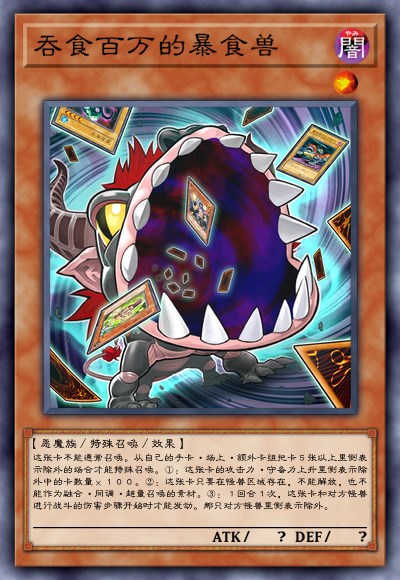 吞食百万的暴食兽
やみ
闇
【恶魔族／特殊召唤／效果】
这张卡不能通常召唤。从自己的手卡·场上·额外卡组把卡5张以上里侧表
示除外的场合才能特殊召唤。①：这张卡的攻击力·守备力上升里侧表示除
外中的卡数量×100。②：这张卡只要在怪兽区域存在，不能解放，也不
能作为融合·同调·超量召唤的素材。③：1回合1次，这张卡和对方怪兽
进行战斗的伤害步骤开始时才能发动。那只对方怪兽里侧表示除外。
ATK/ ? DEF/ ?